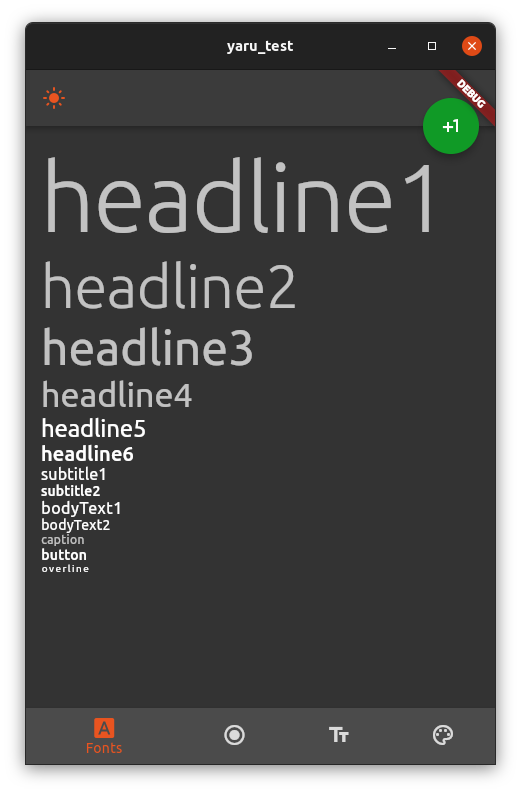 yaru_test
DEBUG
+1
headline1
headline2
headline3
headline4
headline5
headline6
subtitle1
subtitle2
bodyText1
bodyText2
caption
button
overline
Fonts